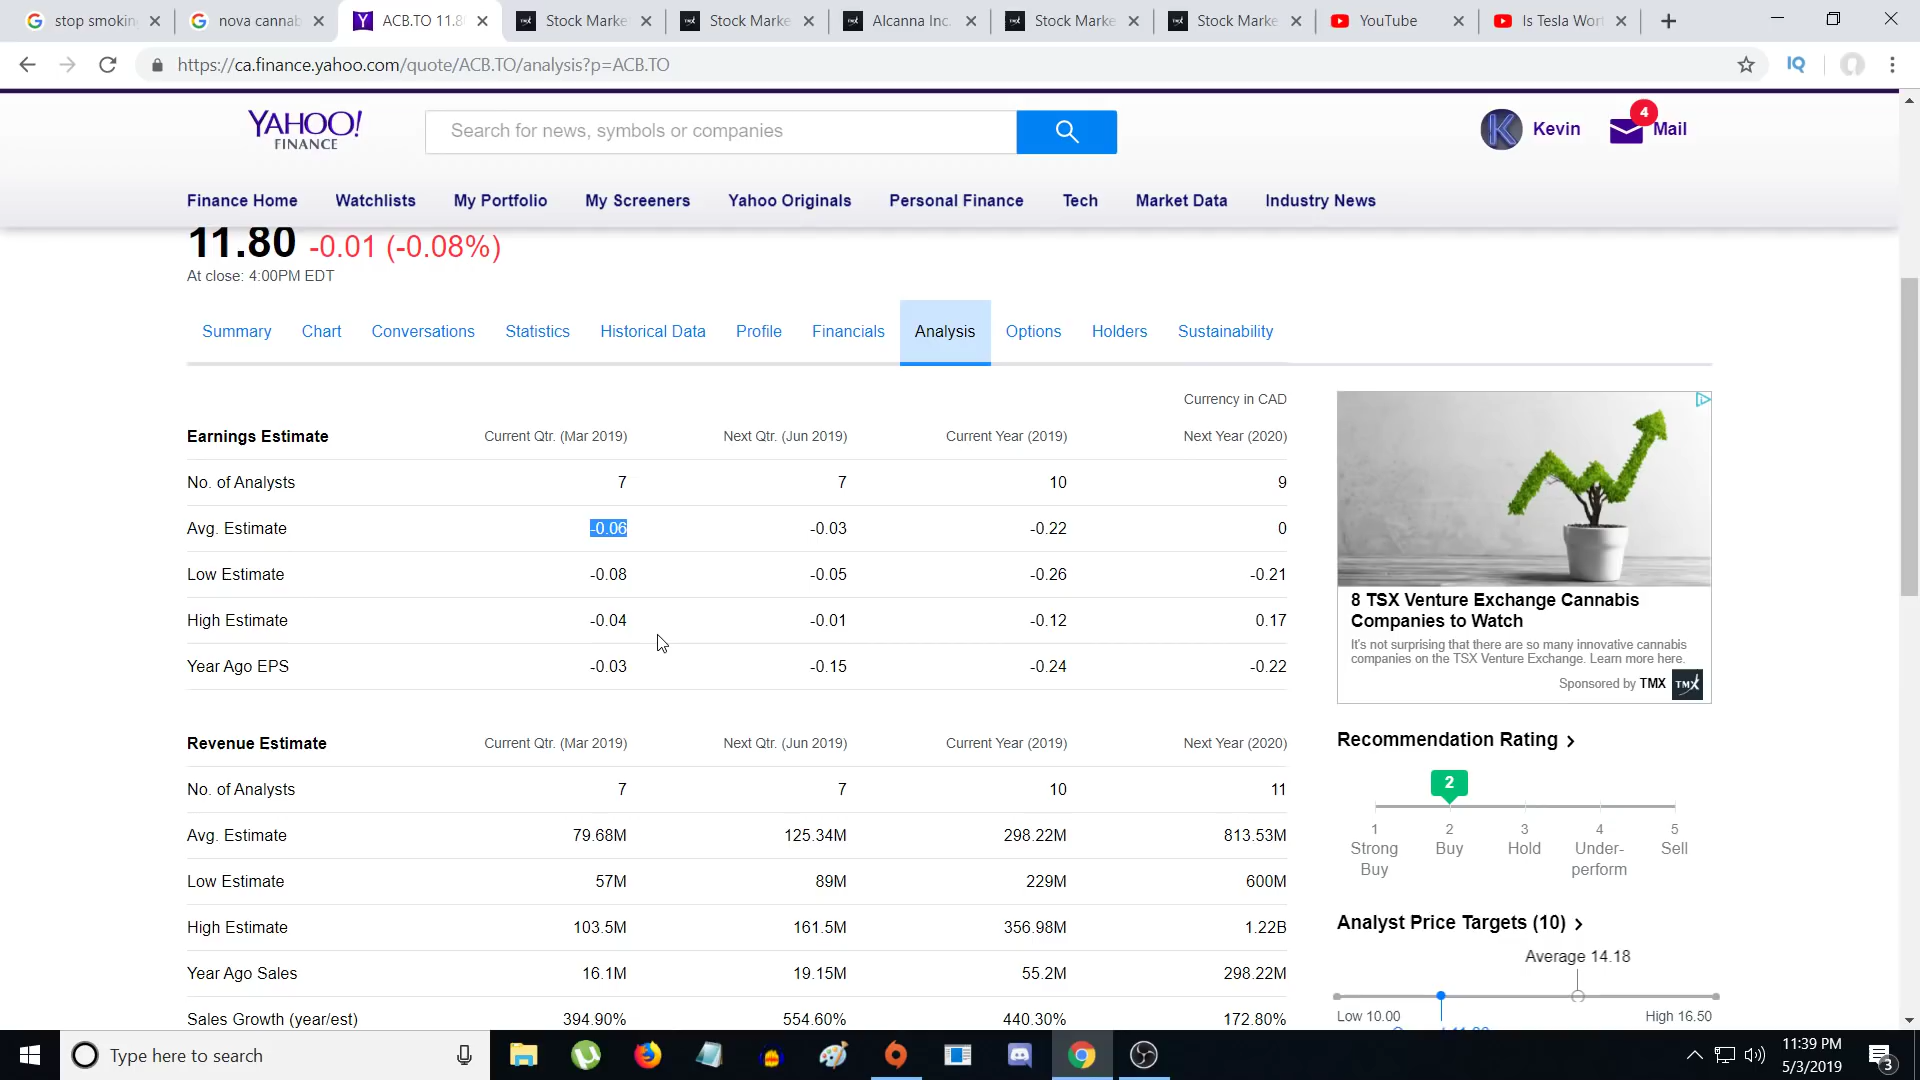 stop smokin
nova cannab
ACB.TO 11.8
Stock Marke
Stock Marke
Alcanna Inc.
Stock Marke
Stock Marke
YouTube
Is Tesla Wor
https://ca.finance.yahoo.com/quote/ACB.TO/analysis?p=ACB.TO
IQ
YAHOO!
FINANCE
Search for news, symbols or companies
K
Kevin
4
Mail
Finance Home Watchlists My Portfolio My Screeners Yahoo Originals Personal Finance Tech Market Data Industry News
11.80 -0.01 (-0.08%)
At close: 4:00PM EDT
Summary Chart Conversations Statistics Historical Data Profile Financials Analysis Options Holders Sustainability
Currency in CAD
Earnings Estimate Current Qtr. (Mar 2019) Next Qtr. (Jun 2019) Current Year (2019) Next Year (2020)
No. of Analysts 7 7 10 9
Avg. Estimate -0.06 -0.03 -0.22 0
Low Estimate -0.08 -0.05 -0.26 -0.21
High Estimate -0.04 -0.01 -0.12 0.17
Year Ago EPS -0.03 -0.15 -0.24 -0.22
Revenue Estimate Current Qtr. (Mar 2019) Next Qtr. (Jun 2019) Current Year (2019) Next Year (2020)
No. of Analysts 7 7 10 11
Avg. Estimate 79.68M 125.34M 298.22M 813.53M
Low Estimate 57M 89M 229M 600M
High Estimate 103.5M 161.5M 356.98M 1.22B
Year Ago Sales 16.1M 19.15M 55.2M 298.22M
Sales Growth (year/est) 394.90% 554.60% 440.30% 172.80%
8 TSX Venture Exchange Cannabis
Companies to Watch
It's not surprising that there are so many innovative cannabis
companies on the TSX Venture Exchange. Learn more here.
Sponsored by TMX
TMX
Recommendation Rating
2
1 2 3 4 5
Strong Buy Hold Under- Sell
Buy perform
Analyst Price Targets (10)
Average 14.18
Low 10.00 High 16.50
Type here to search
11:39 PM
5/3/2019
3